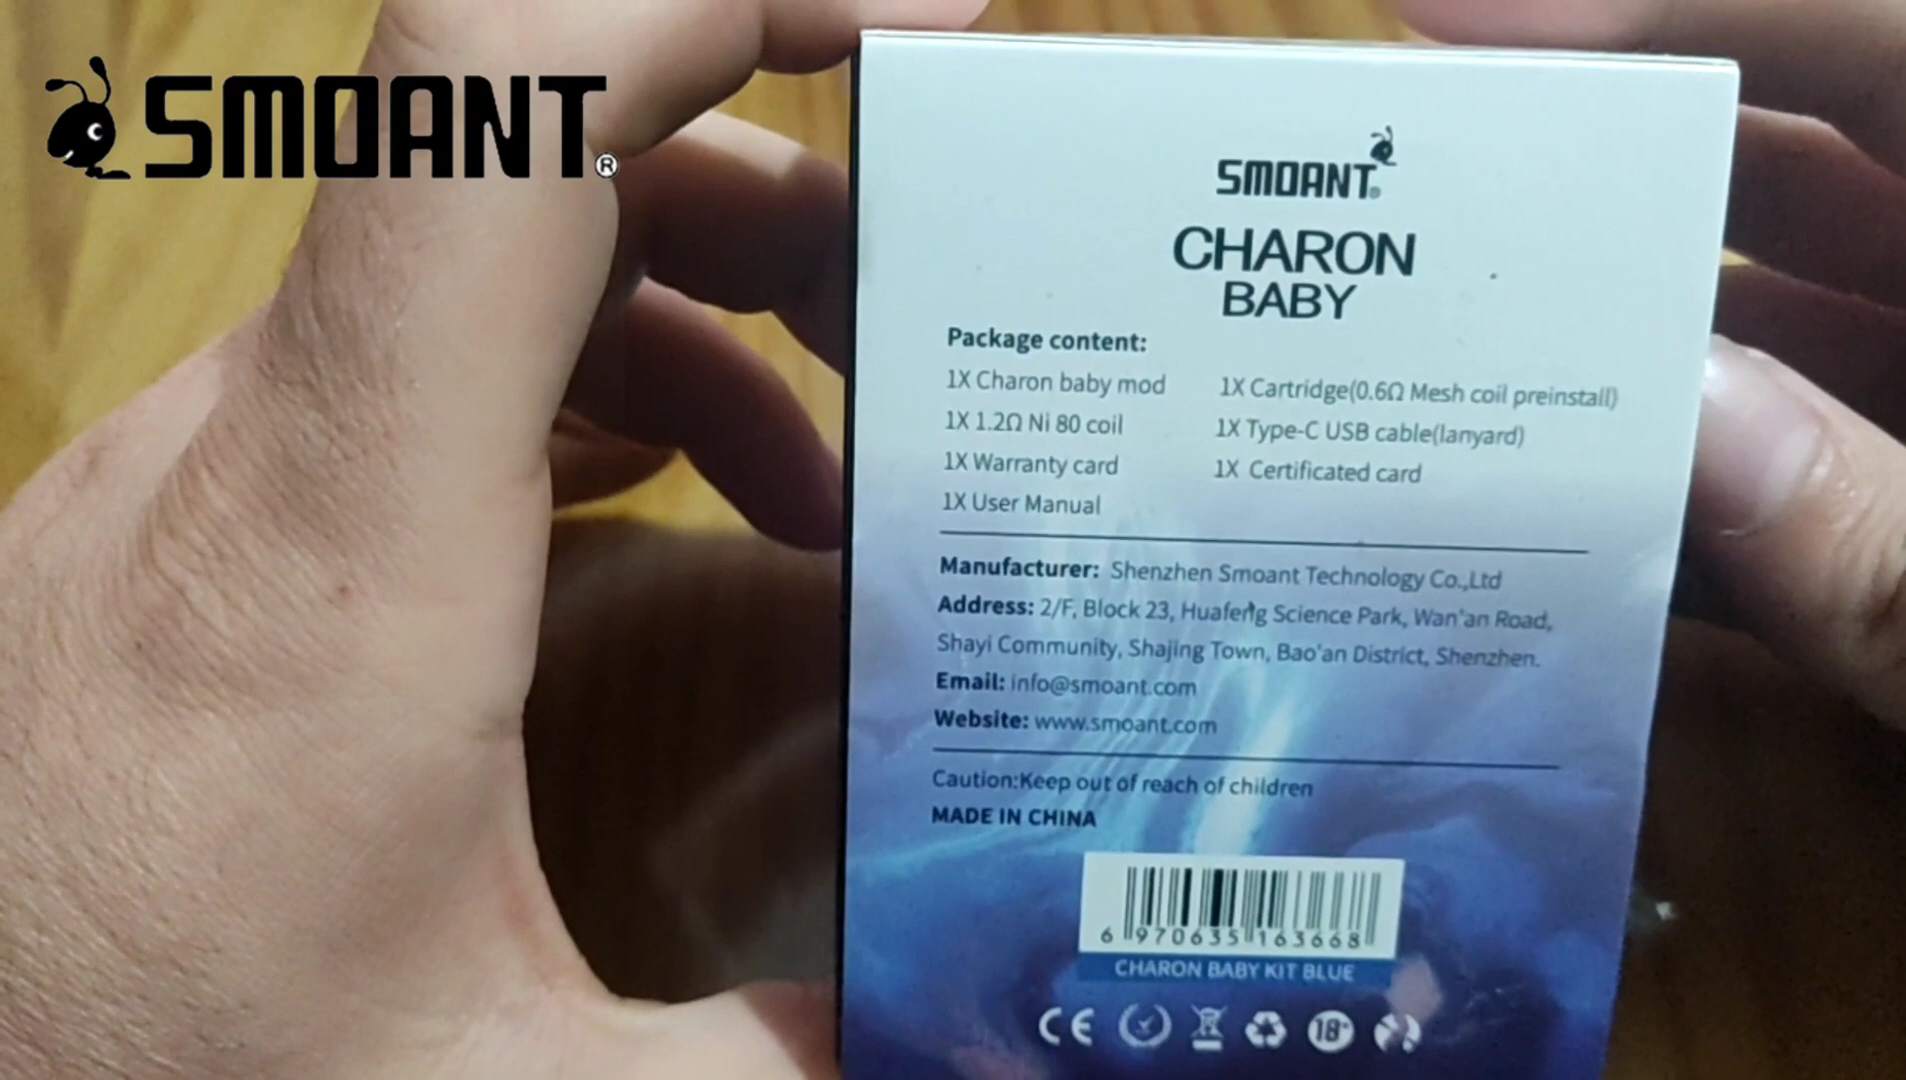 SMOANT®
SMOANT®
CHARON
BABY
Package content:
1X Charon baby mod 1X Cartridge(0.6Ω Mesh coil preinstall)
1X 1.2Ω Ni 80 coil 1X Type-C USB cable(lanyard)
1X Warranty card 1X Certificated card
1X User Manual
Manufacturer: Shenzhen Smoant Technology Co.,Ltd
Address: 2/F, Block 23, Huafeng Science Park, Wan'an Road,
Shayi Community, Shajing Town, Bao'an District, Shenzhen.
Email: info@smoant.com
Website: www.smoant.com
Caution:Keep out of reach of children
MADE IN CHINA
6 970635 163668
CHARON BABY KIT BLUE
CE 18+